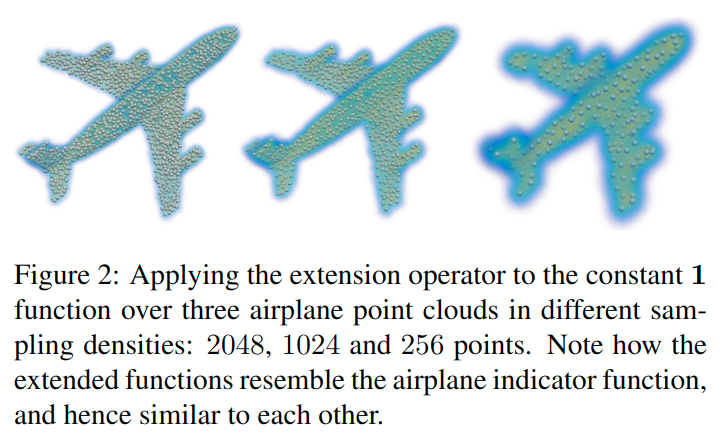 Figure 2: Applying the extension operator to the constant 1
function over three airplane point clouds in different sam-
pling densities: 2048, 1024 and 256 points. Note how the
extended functions resemble the airplane indicator function,
and hence similar to each other.